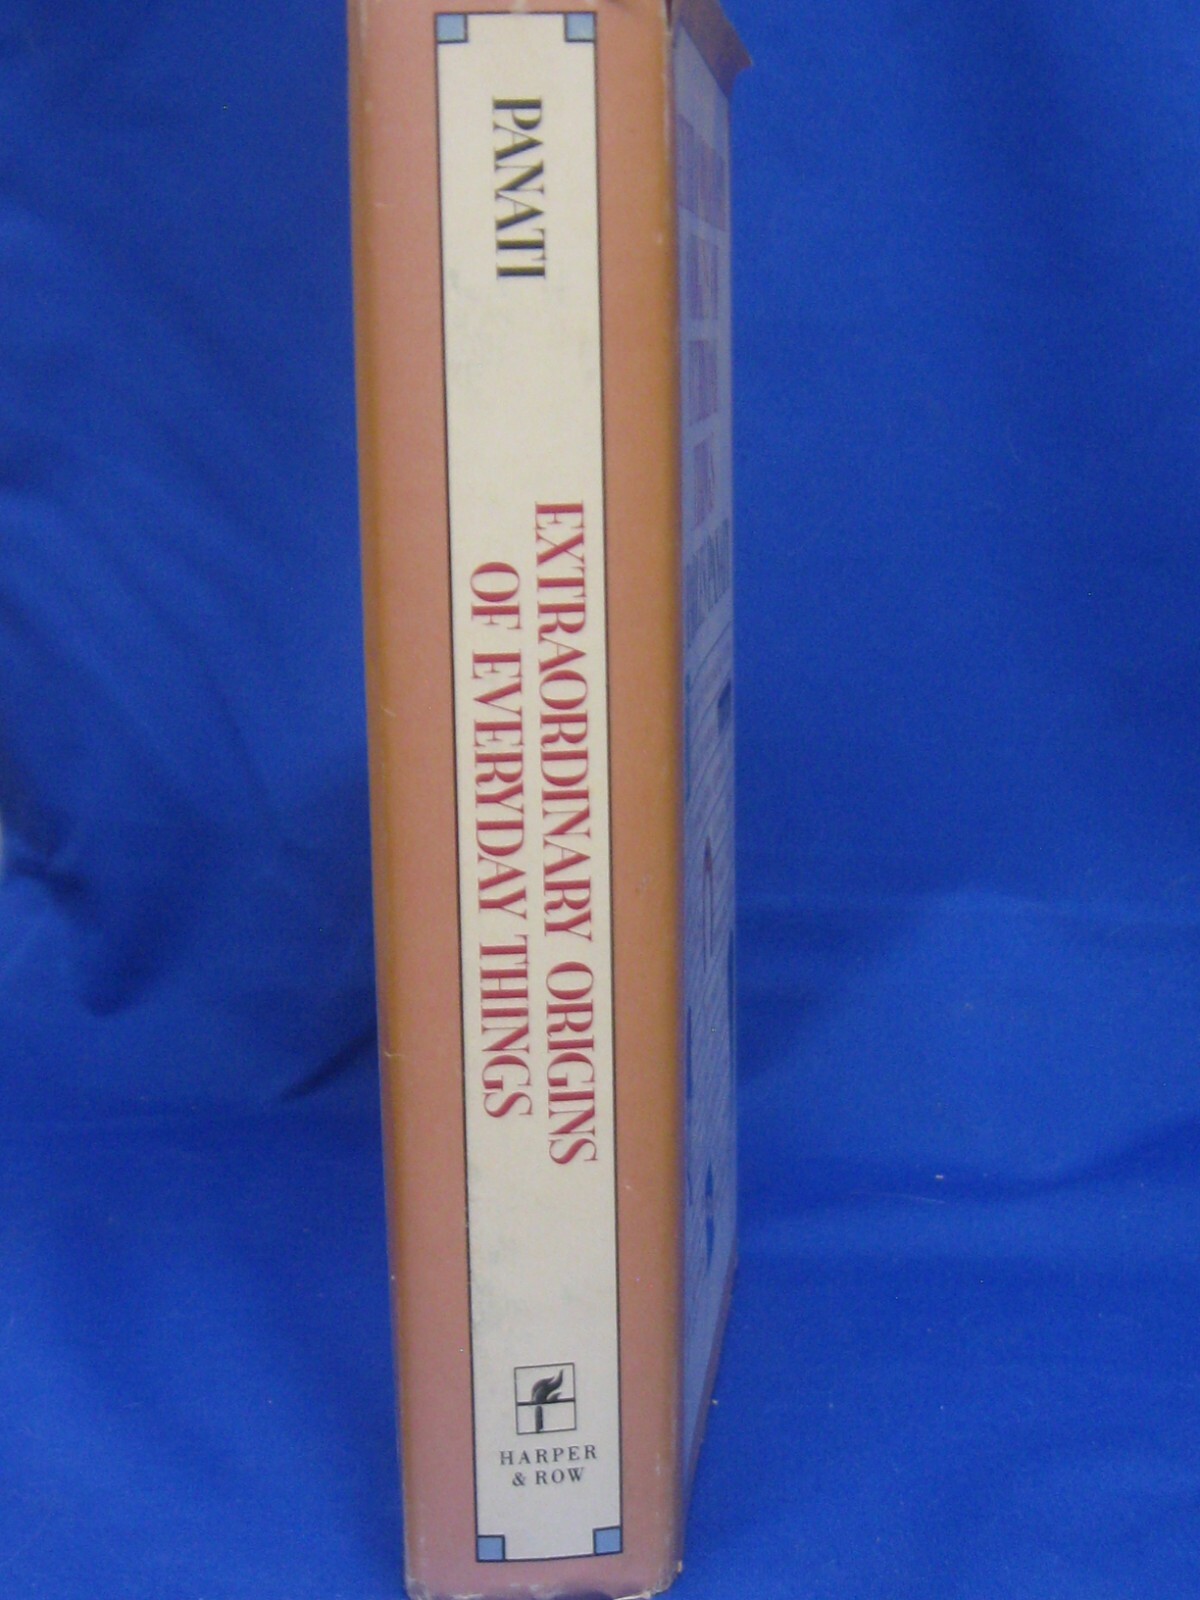 PANATI
EXTRAORDINARY ORIGINS
OF EVERYDAY THINGS
HARPER
& ROW